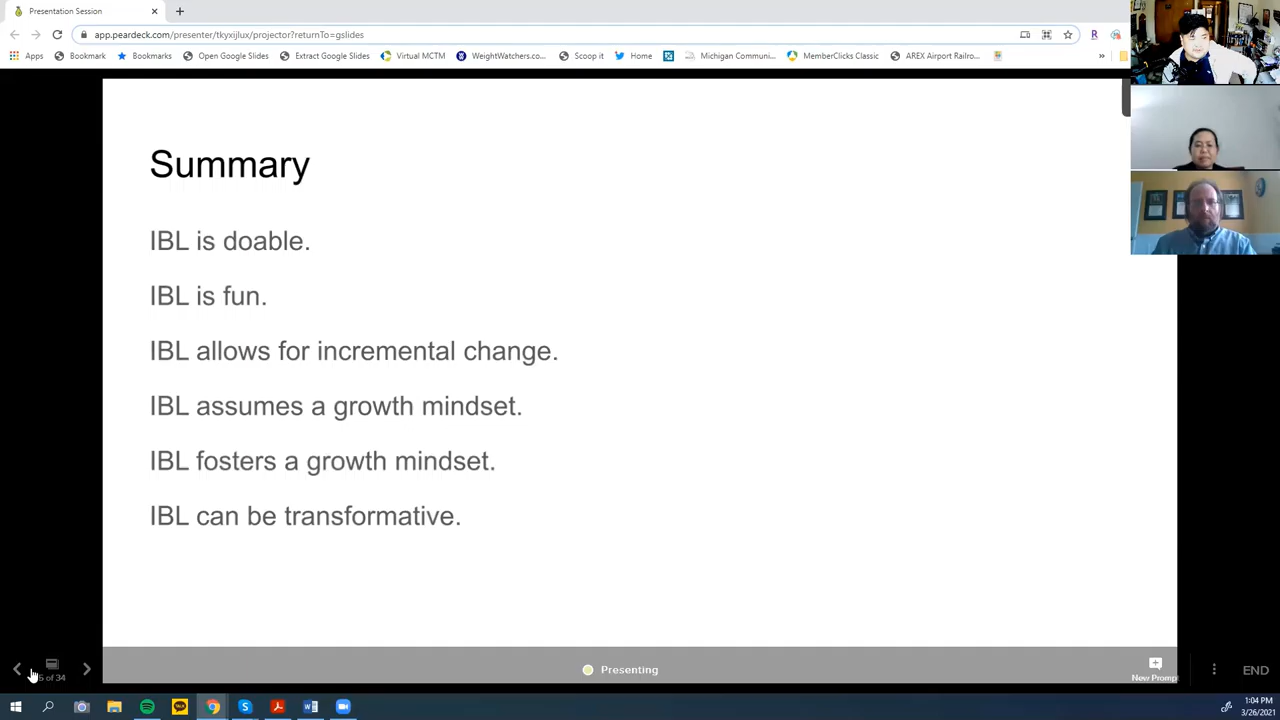 Presentation Session
app.peardeck.com/presenter/tkyxijlux/projector?returnTo=gslides
Apps Bookmark Bookmarks Open Google Slides Extract Google Slides Virtual MCTM WeightWatchers.co... Scoop it Home Michigan Communi... MemberClicks Classic AREX Airport Railro... »
Summary
IBL is doable.
IBL is fun.
IBL allows for incremental change.
IBL assumes a growth mindset.
IBL fosters a growth mindset.
IBL can be transformative.
of 34
Presenting
New Prompt
END
1:04 PM
3/26/2021